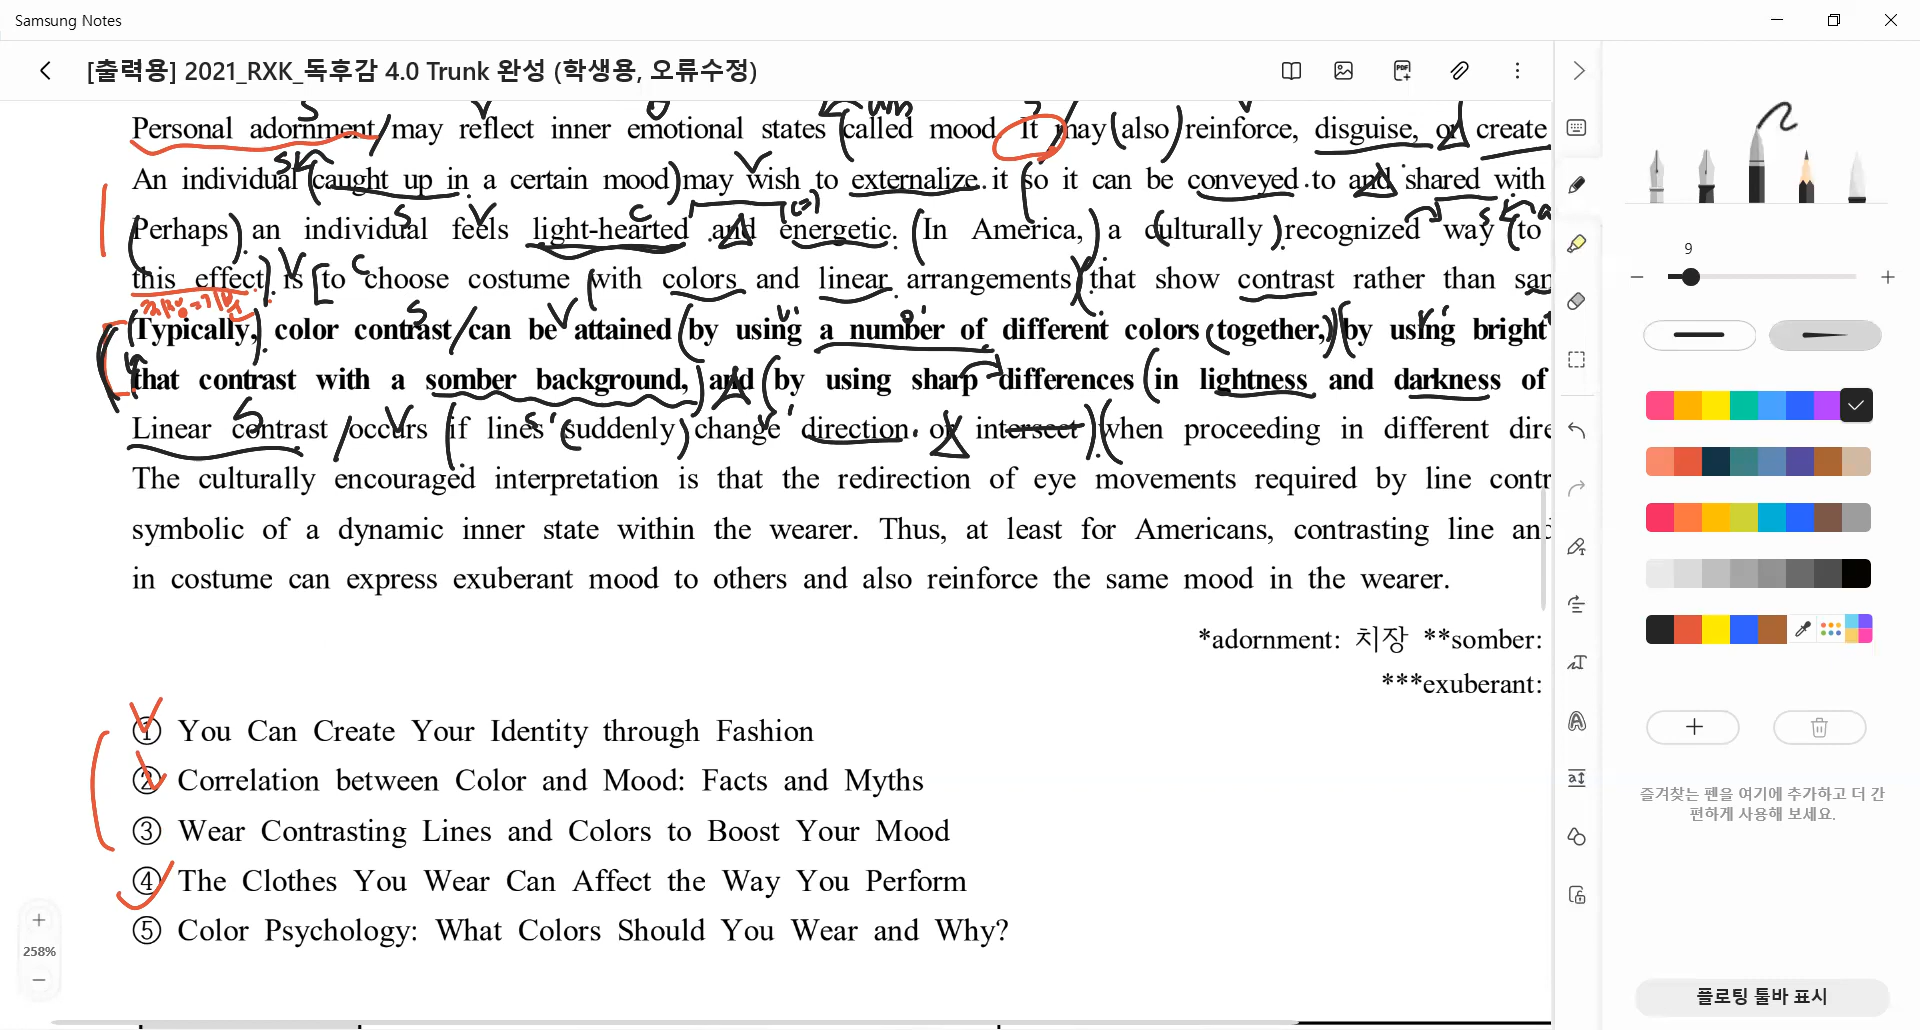 Samsung Notes
[출력용] 2021_RXK_독후감 4.0 Trunk 완성 (학생용, 오류수정)
Personal adornment may reflect inner emotional states called mood. It may also reinforce, disguise, or create
An individual caught up in a certain mood may wish to externalize it so it can be conveyed to and shared with
Perhaps an individual feels light-hearted and energetic. In America, a culturally recognized way to
this effect is to choose costume with colors and linear arrangements that show contrast rather than
Typically, color contrast can be attained by using a number of different colors together, by using bright
that contrast with a somber background, and by using sharp differences in lightness and darkness of
Linear contrast occurs if lines suddenly change direction or intersect when proceeding in different
The culturally encouraged interpretation is that the redirection of eye movements required by line
symbolic of a dynamic inner state within the wearer. Thus, at least for Americans, contrasting line
in costume can express exuberant mood to others and also reinforce the same mood in the wearer.
*adornment: 치장 **somber:
***exuberant:
① You Can Create Your Identity through Fashion
② Correlation between Color and Mood: Facts and Myths
③ Wear Contrasting Lines and Colors to Boost Your Mood
④ The Clothes You Wear Can Affect the Way You Perform
⑤ Color Psychology: What Colors Should You Wear and Why?
258%
9
즐겨찾는 펜을 여기에 추가하고 더 간
편하게 사용해 보세요.
플로팅 툴바 표시